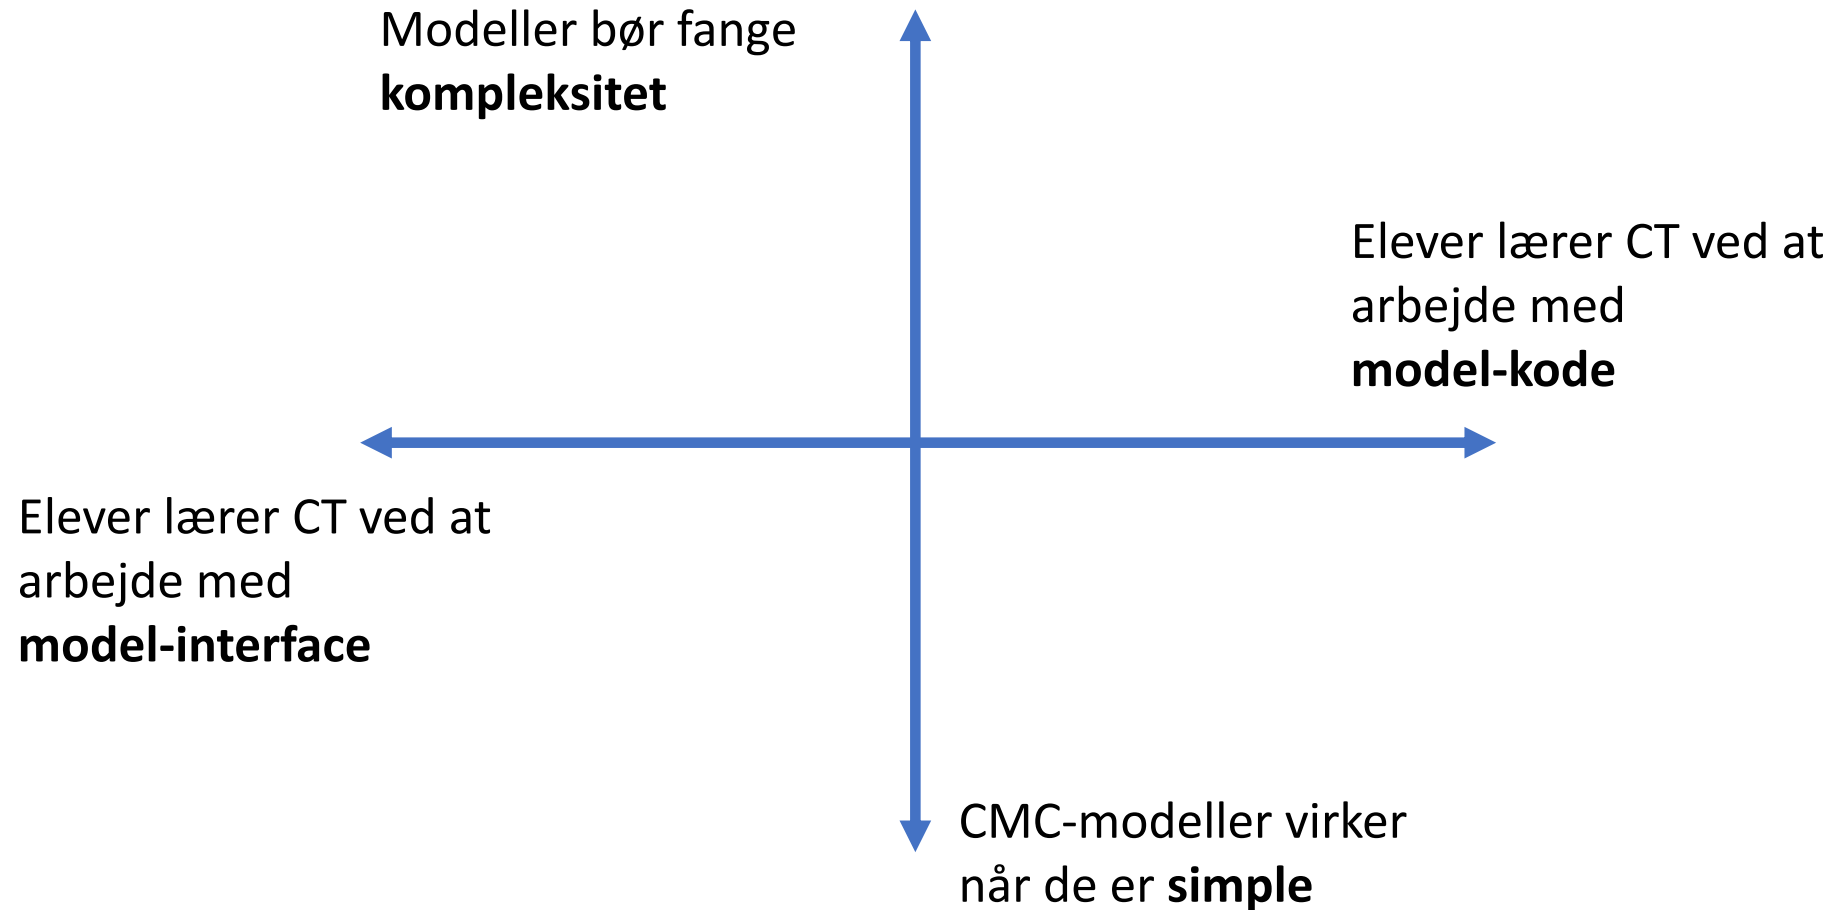 Modeller bør fange
kompleksitet
Elever lærer CT ved at
arbejde med
model-kode
Elever lærer CT ved at
arbejde med
model-interface
CMC-modeller virker
når de er simple